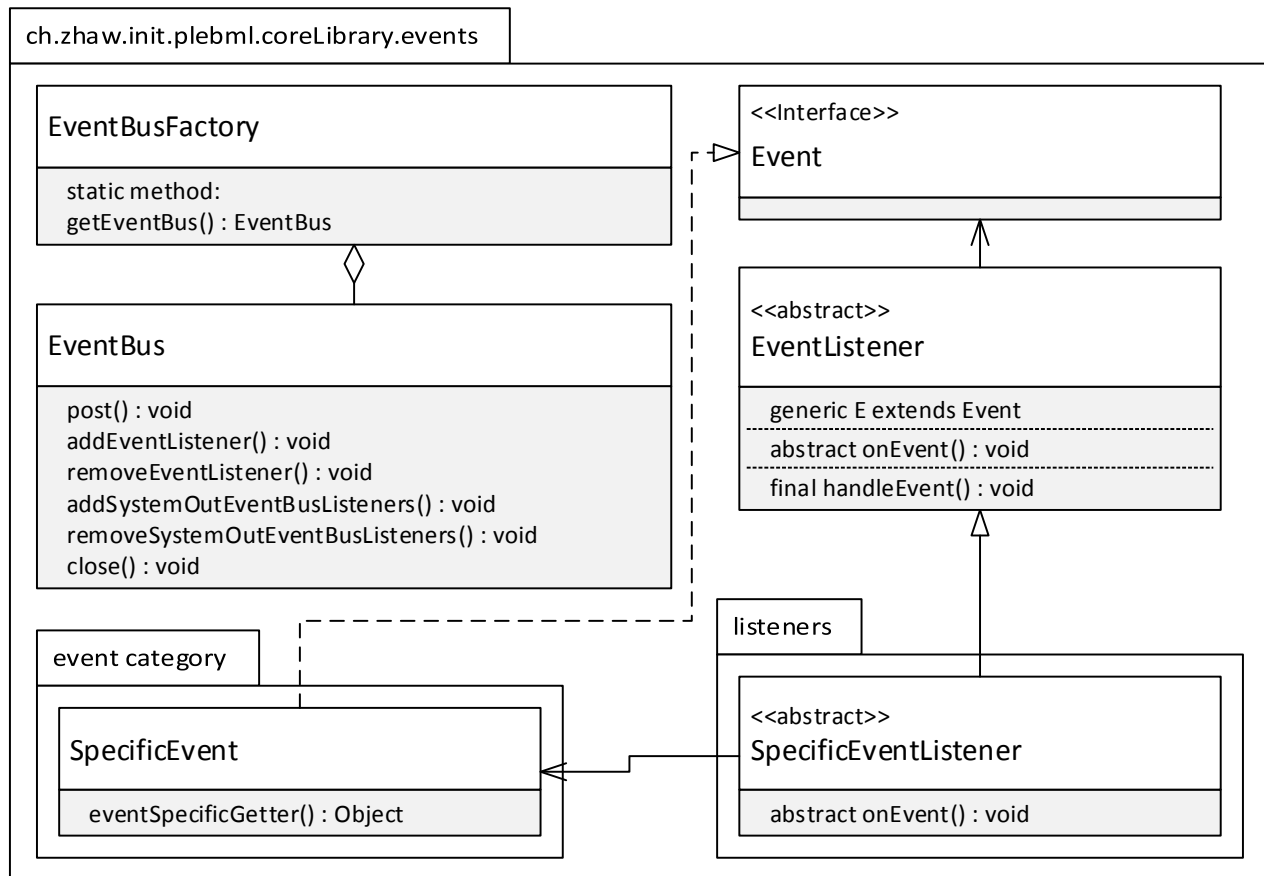 ch.zhaw.init.plebml.coreLibrary.events
EventBusFactory
static method:
getEventBus() : EventBus
EventBus
post() : void
addEventListener() : void
removeEventListener() : void
addSystemOutEventBusListeners() : void
removeSystemOutEventBusListeners() : void
close() : void
<<Interface>>
Event
<<abstract>>
EventListener
generic E extends Event
abstract onEvent() : void
final handleEvent() : void
event category
SpecificEvent
eventSpecificGetter() : Object
listeners
<<abstract>>
SpecificEventListener
abstract onEvent() : void